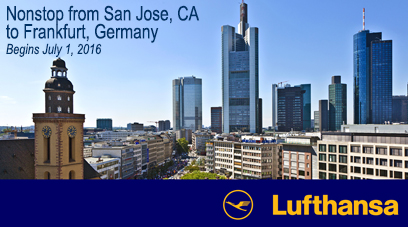 Nonstop from San Jose, CA
to Frankfurt, Germany
Begins July 1, 2016
Lufthansa